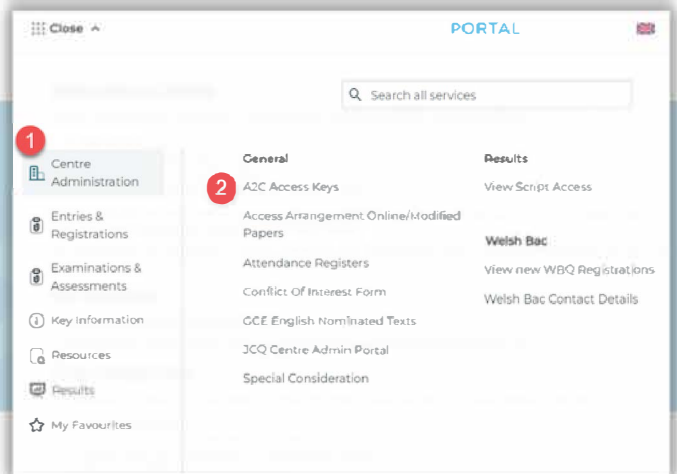 Close
PORTAL
Search all services
1
Centre
Administration
Entries &
Registrations
Examinations &
Assessments
Key Information
Resources
Results
My Favourites
General
2
A2C Access Keys
Access Arrangement Online/Modified
Papers
Attendance Registers
Conflict Of Interest Form
GCE English Nominated Texts
JCQ Centre Admin Portal
Special Consideration
Results
View Script Access
Welsh Bac
View new WBQ Registrations
Welsh Bac Contact Details